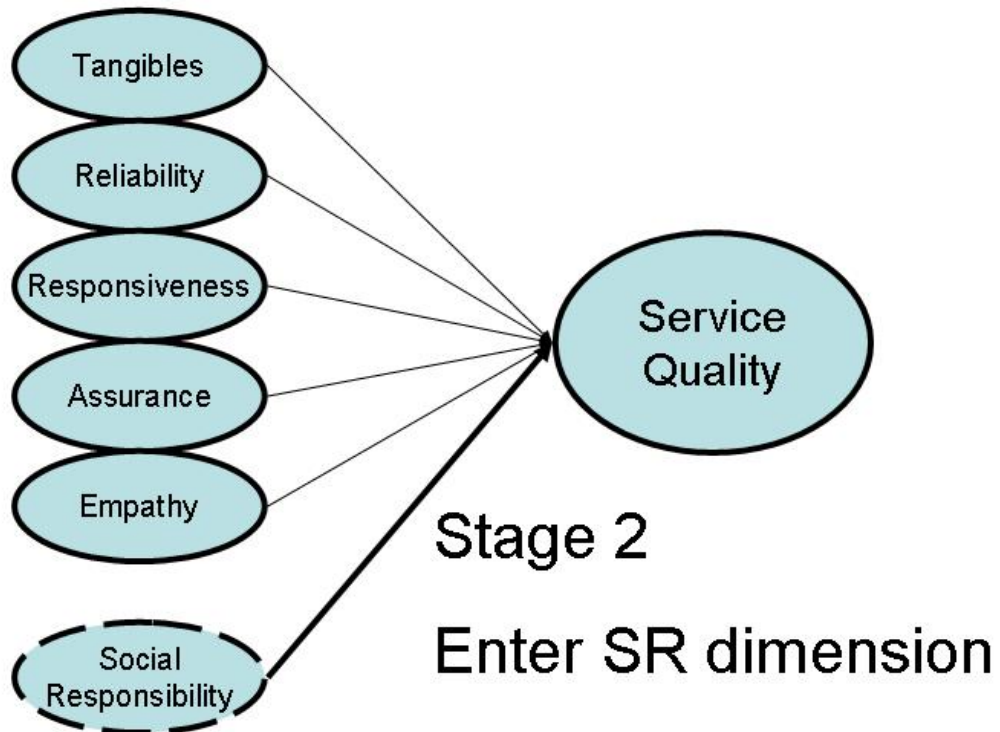 Tangibles
Reliability
Responsiveness
Assurance
Empathy
Social
Responsibility
Service
Quality
Stage 2
Enter SR dimension